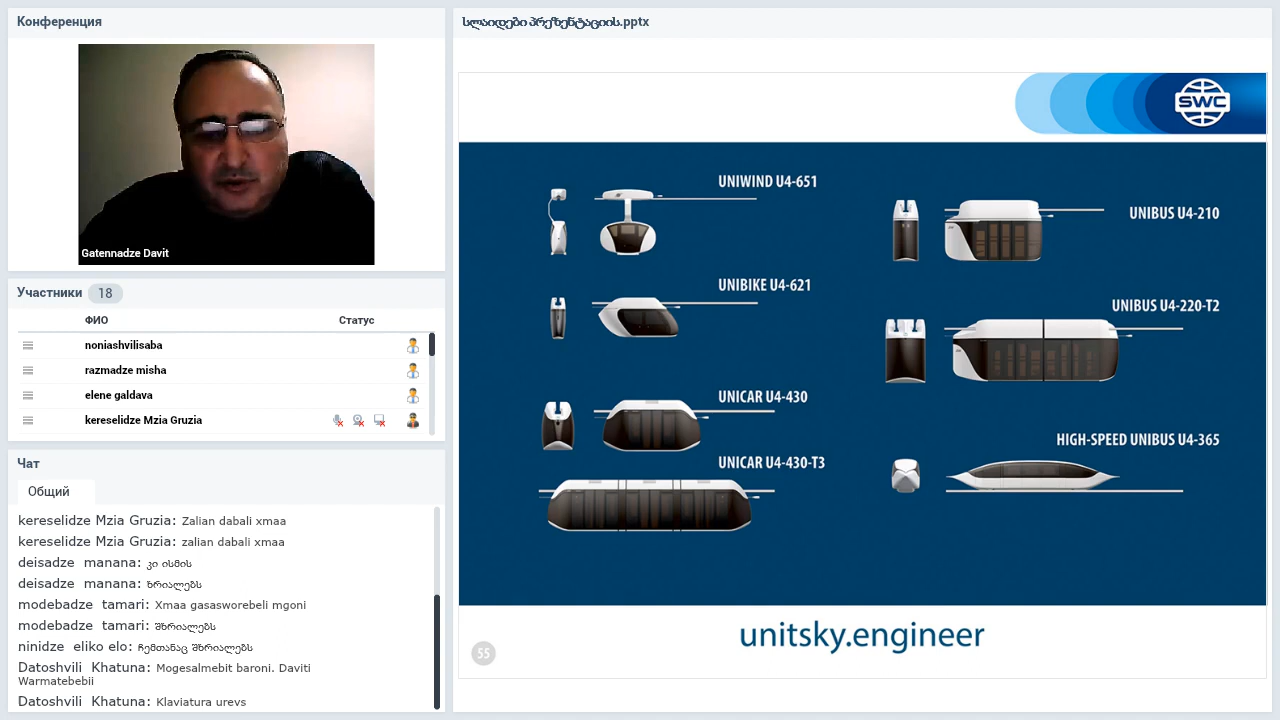 Конференция
Gatennadze Davit
Участники 18
ФИО Статус
noniashvilisaba
razmadze misha
elene galdava
kereselidze Mzia Gruzia
Чат
Общий
kereselidze Mzia Gruzia: Zalian dabali xmaa
kereselidze Mzia Gruzia: zalian dabali xmaa
deisadze manana: კი ისმის
deisadze manana: ხრიალებს
modebadze tamari: Xmaa gasasworebeli mgoni
modebadze tamari: შხრიალებს
ninidze eliko elo: ჩემთანაც შხრიალებს
Datoshvili Khatuna: Mogesalmebit baroni. Daviti
Warmatebebii
Datoshvili Khatuna: Klaviatura urevs
სლაიდები პრეზენტაციის.pptx
SWC
UNIWIND U4-651
UNIBIKE U4-621
UNICAR U4-430
UNICAR U4-430-T3
UNIBUS U4-210
UNIBUS U4-220-T2
HIGH-SPEED UNIBUS U4-365
unitsky.engineer
55